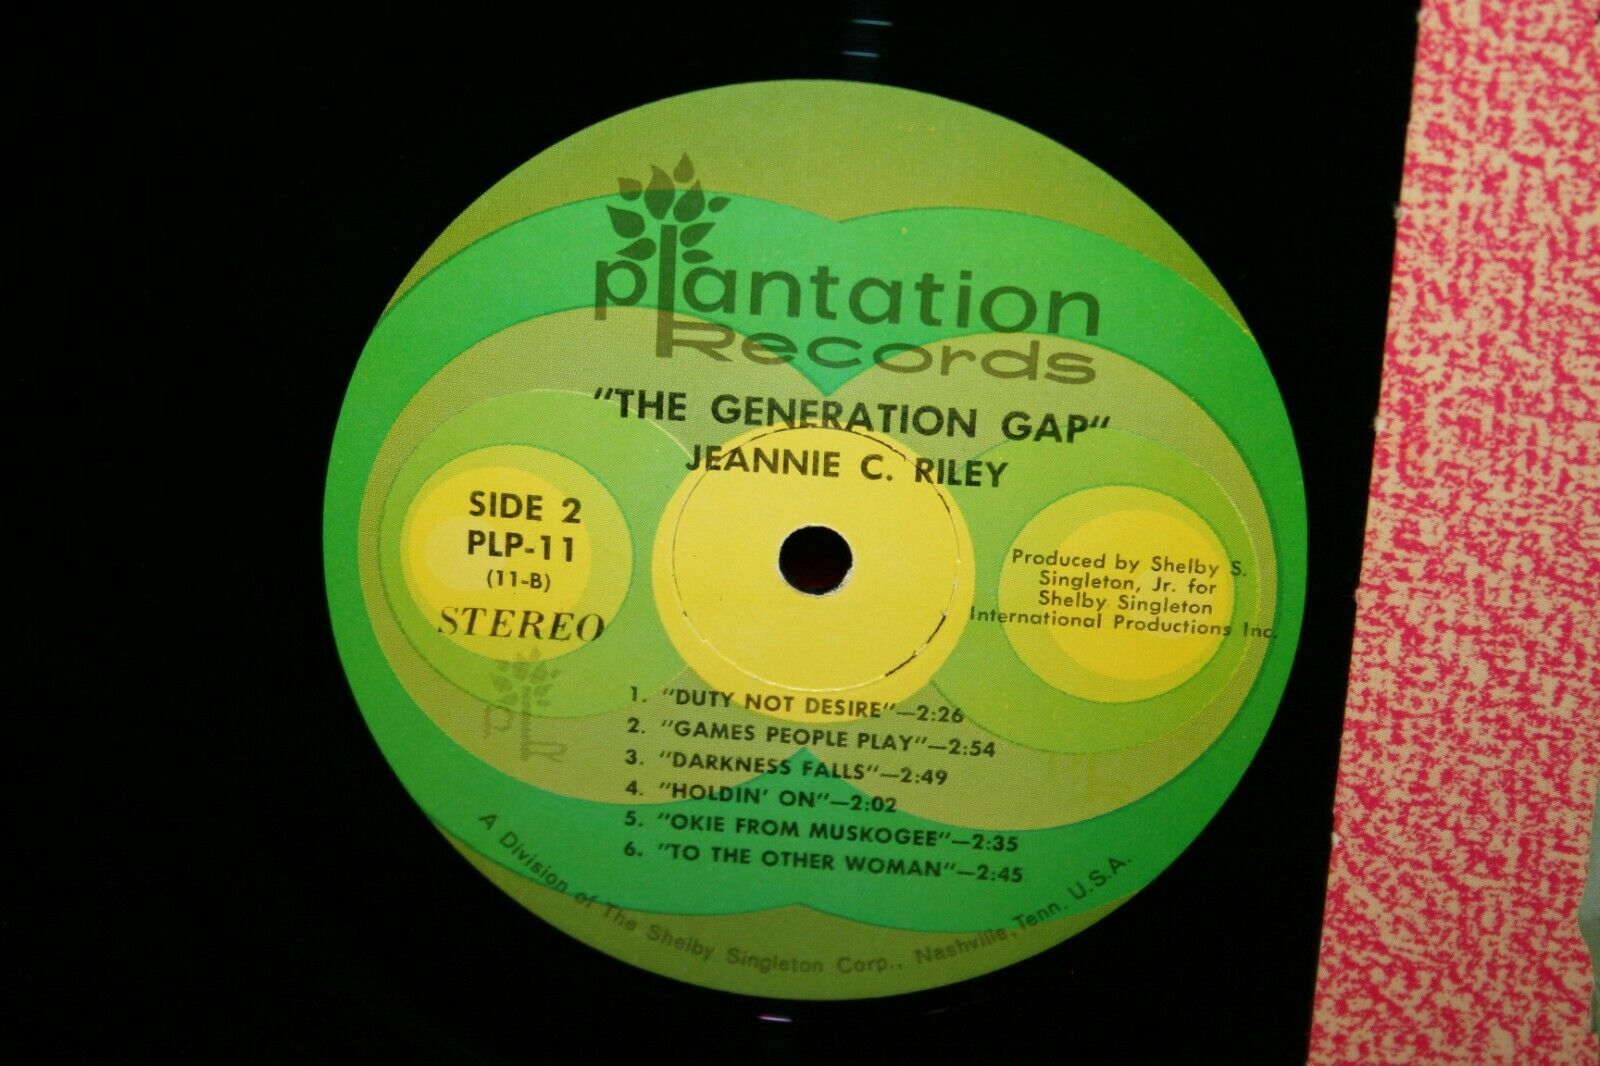 plantation
Records
"THE GENERATION GAP"
JEANNIE C. RILEY
SIDE 2
PLP-11
(11-B)
STEREO
Produced by Shelby S.
Singleton, Jr. for
Shelby Singleton
International Productions Inc.
1. "DUTY NOT DESIRE"—2:26
2. "GAMES PEOPLE PLAY"—2:54
3. "DARKNESS FALLS"—2:49
4. "HOLDIN' ON"—2:02
5. "OKIE FROM MUSKOGEE"—2:35
6. "TO THE OTHER WOMAN"—2:45
A Division of The Shelby Singleton Corp., Nashville, Tenn. U.S.A.